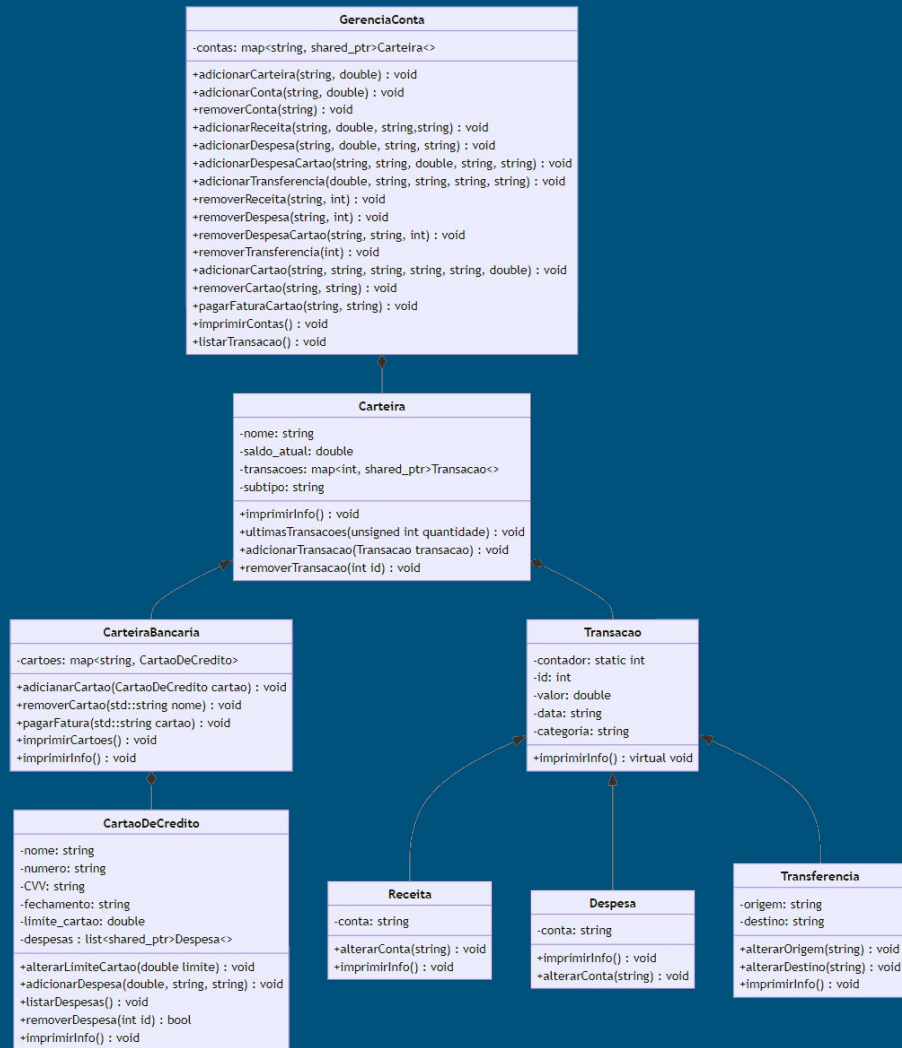 GerenciaConta
-contas: map<string, shared_ptr>Carteira<>
+adicionarCarteira(string, double) : void
+adicionarConta(string, double) : void
+removerConta(string) : void
+adicionarReceita(string, double, string,string) : void
+adicionarDespesa(string, double, string, string) : void
+adicionarDespesaCartao(string, string, double, string, string) : void
+adicionarTransferencia(double, string, string, string, string) : void
+removerReceita(string, int) : void
+removerDespesa(string, int) : void
+removerDespesaCartao(string, string, int) : void
+removerTransferencia(int) : void
+adicionarCartao(string, string, string, string, string, double) : void
+removerCartao(string, string) : void
+pagarFaturaCartao(string, string) : void
+imprimirContas() : void
+listarTransacao() : void
Carteira
-nome: string
-saldo_atual: double
-transacoes: map<int, shared_ptr>Transacao<>
-subtipo: string
+imprimirInfo() : void
+ultimasTransacoes(unsigned int quantidade) : void
+adicionarTransacao(Transacao transacao) : void
+removerTransacao(int id) : void
CarteiraBancaria
-cartoes: map<string, CartaoDeCredito>
+adicianarCartao(CartaoDeCredito cartao) : void
+removerCartao(std::string nome) : void
+pagarFatura(std::string cartao) : void
+imprimirCartoes() : void
+imprimirInfo() : void
Transacao
-contador: static int
-id: int
-valor: double
-data: string
-categoria: string
+imprimirInfo() : virtual void
CartaoDeCredito
-nome: string
-numero: string
-CVV: string
-fechamento: string
-limite_cartao: double
-despesas : list<shared_ptr>Despesa<>
+alterarLimiteCartao(double limite) : void
+adicionarDespesa(double, string, string) : void
+listarDespesas() : void
+removerDespesa(int id) : bool
+imprimirInfo() : void
Receita
-conta: string
+alterarConta(string) : void
+imprimirInfo() : void
Despesa
-conta: string
+imprimirInfo() : void
+alterarConta(string) : void
Transferencia
-origem: string
-destino: string
+alterarOrigem(string) : void
+alterarDestino(string) : void
+imprimirInfo() : void